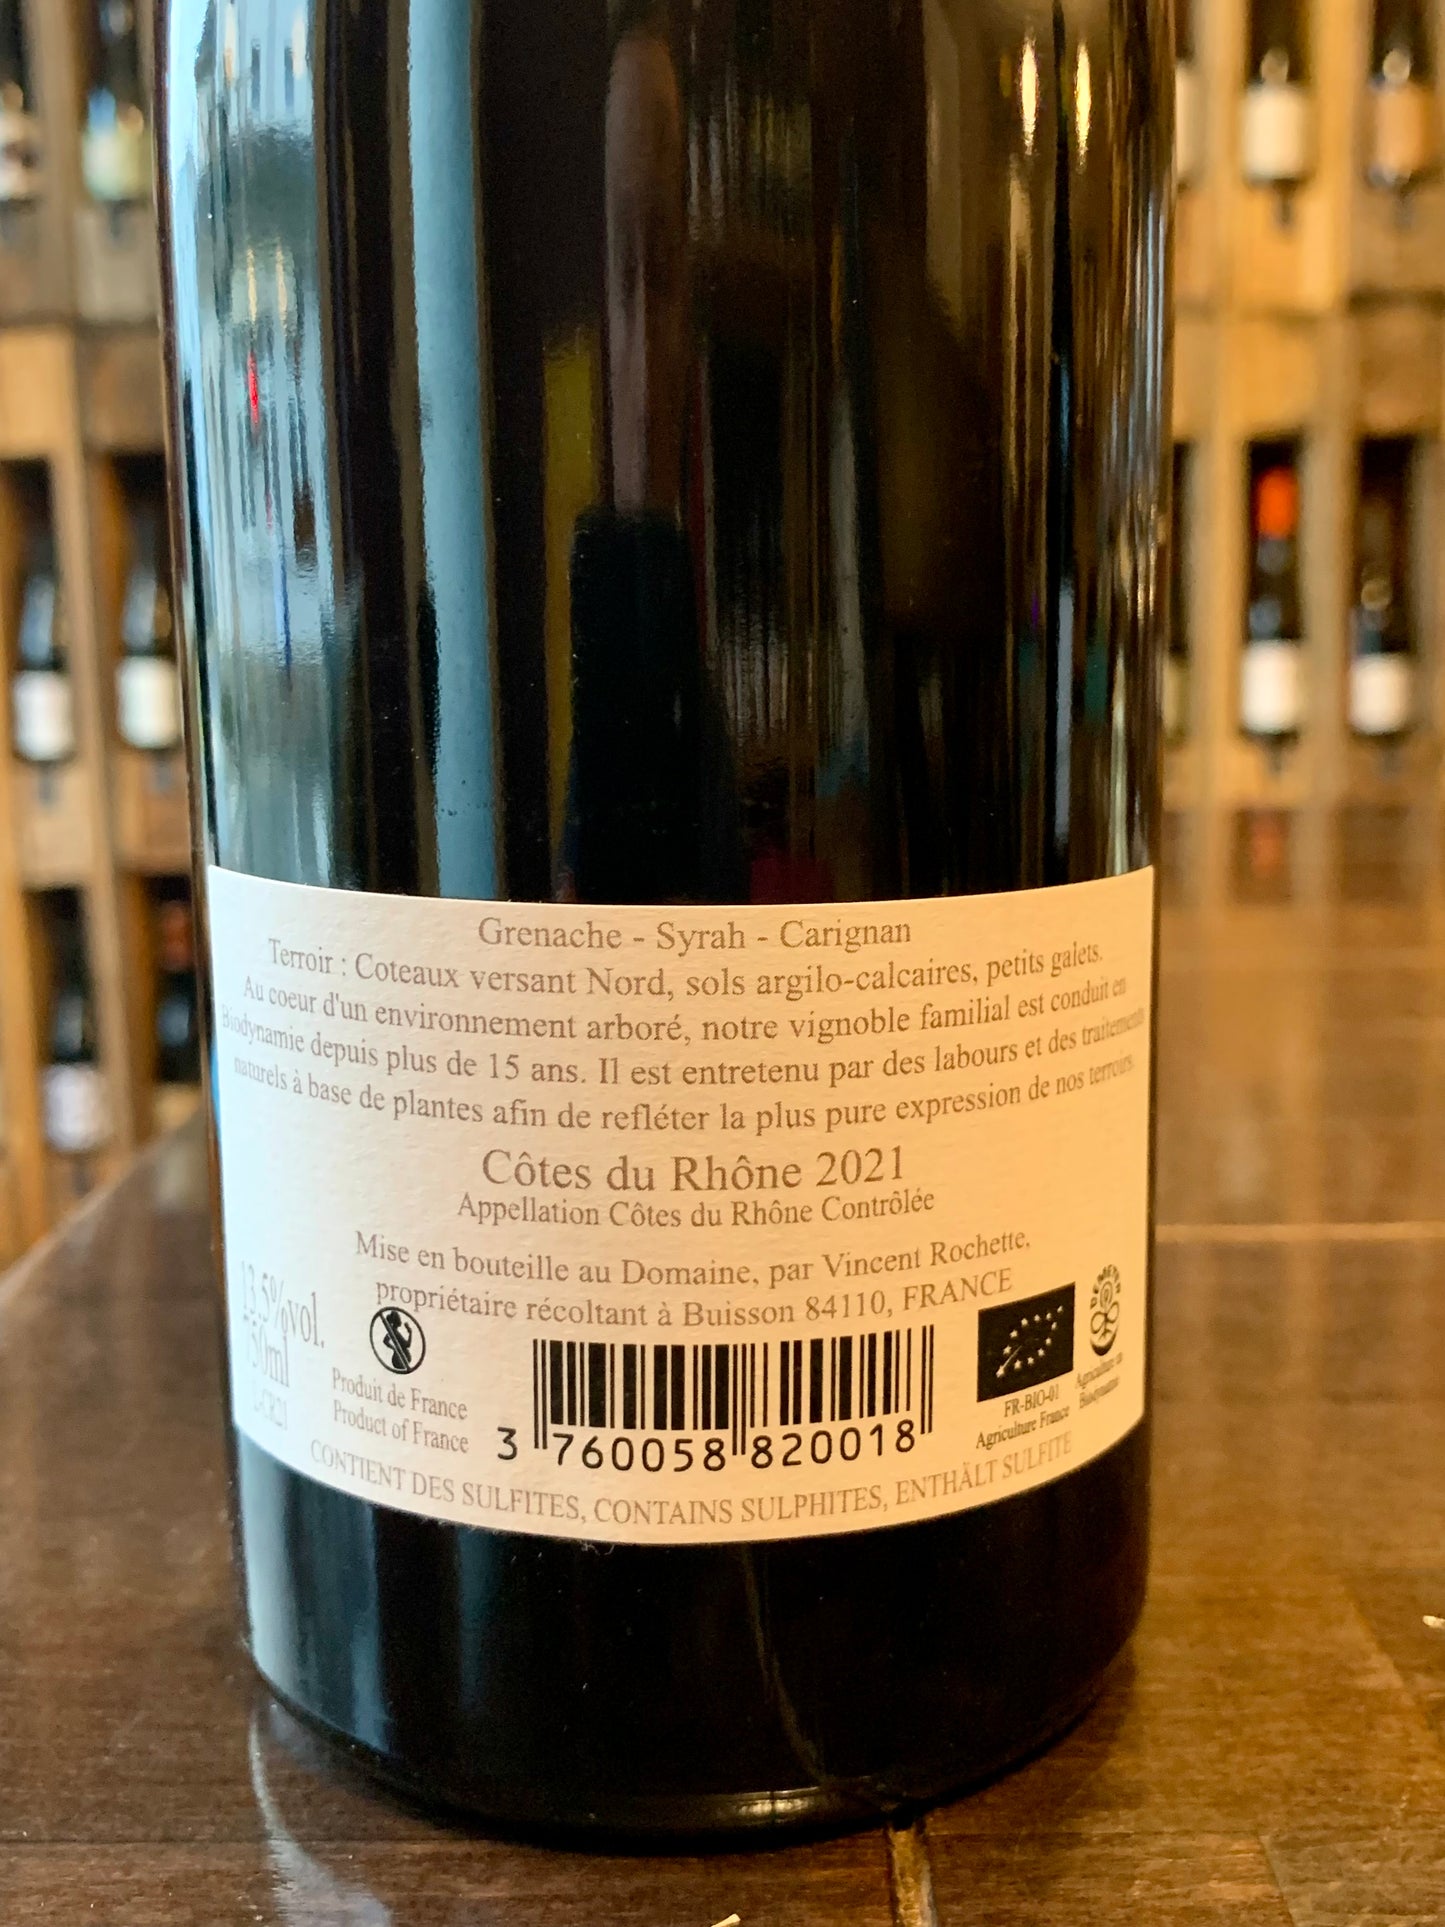 Grenache - Syrah - Carignan
Terroir : Coteaux versant Nord, sols argilo-calcaires, petits galets.
Au coeur d'un environnement arboré, notre vignoble familial est conduit en
Biodynamie depuis plus de 15 ans. Il est entretenu par des labours et des traitements
naturels à base de plantes afin de refléter la plus pure expression de nos terroirs.
Côtes du Rhône 2021
Appellation Côtes du Rhône Contrôlée
Mise en bouteille au Domaine, par Vincent Rochette,
propriétaire récoltant à Buisson 84110, FRANCE
13,5%vol.
750ml
L-CR21
Produit de France
Product of France
3 760058 820018
FR-BIO-01
Agriculture France
DEMETER
Agriculture en
CONTIENT DES SULFITES, CONTAINS SULPHITES, ENTHÄLT SULFITE